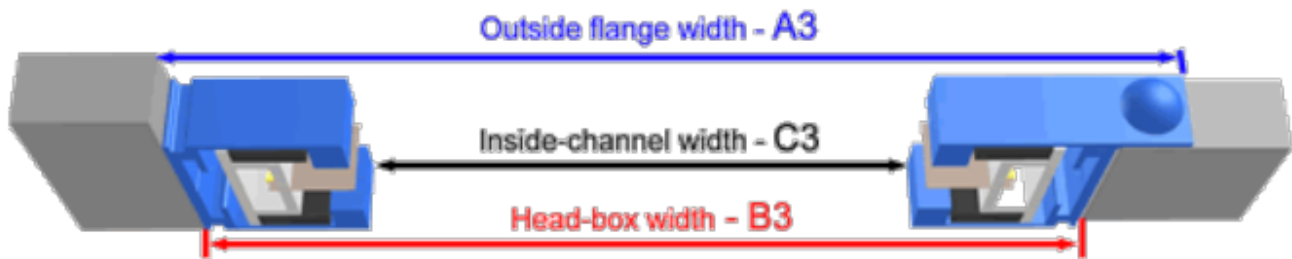 Outside flange width - A3
Inside-channel width - C3
Head-box width - B3